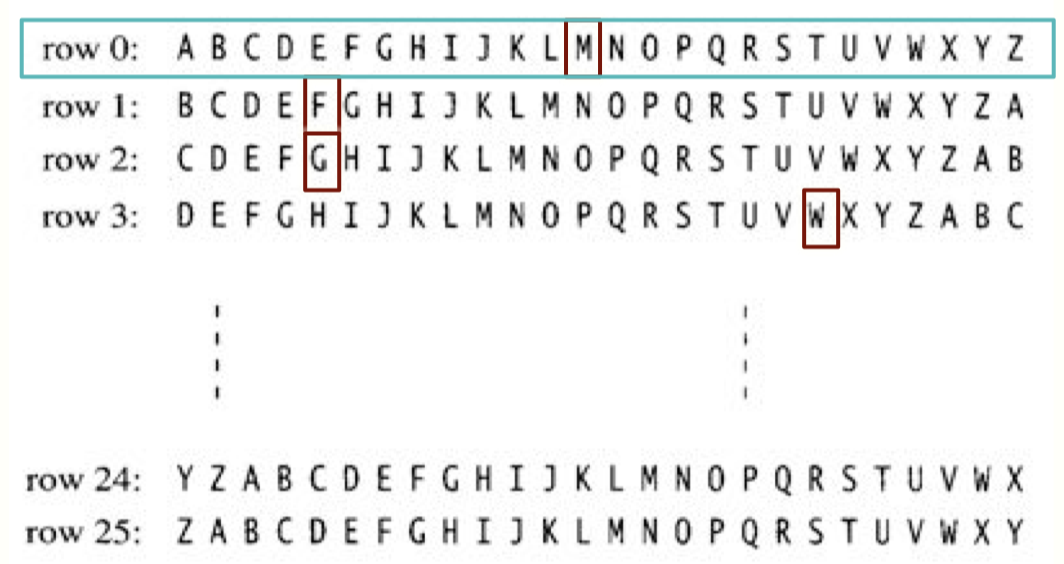 row 0: A B C D E F G H I J K L M N O P Q R S T U V W X Y Z
row 1: B C D E F G H I J K L M N O P Q R S T U V W X Y Z A
row 2: C D E F G H I J K L M N O P Q R S T U V W X Y Z A B
row 3: D E F G H I J K L M N O P Q R S T U V W X Y Z A B C
row 24: Y Z A B C D E F G H I J K L M N O P Q R S T U V W X
row 25: Z A B C D E F G H I J K L M N O P Q R S T U V W X Y